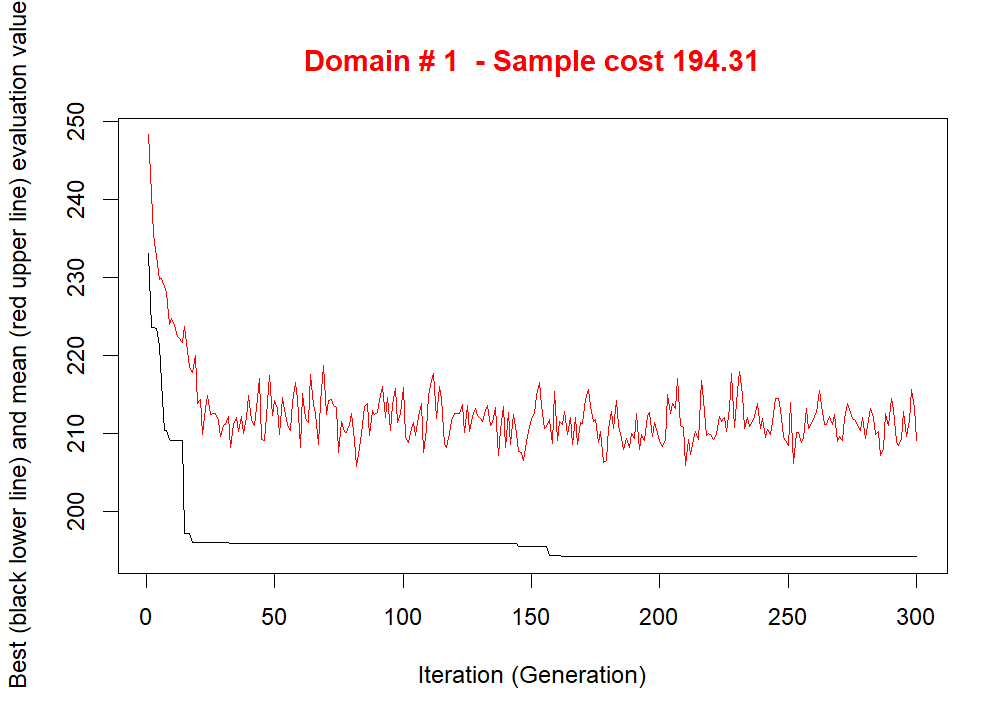 Domain # 1  - Sample cost 194.31
Best (black lower line) and mean (red upper line) evaluation value
250
240
230
220
210
200
0 50 100 150 200 250 300
Iteration (Generation)